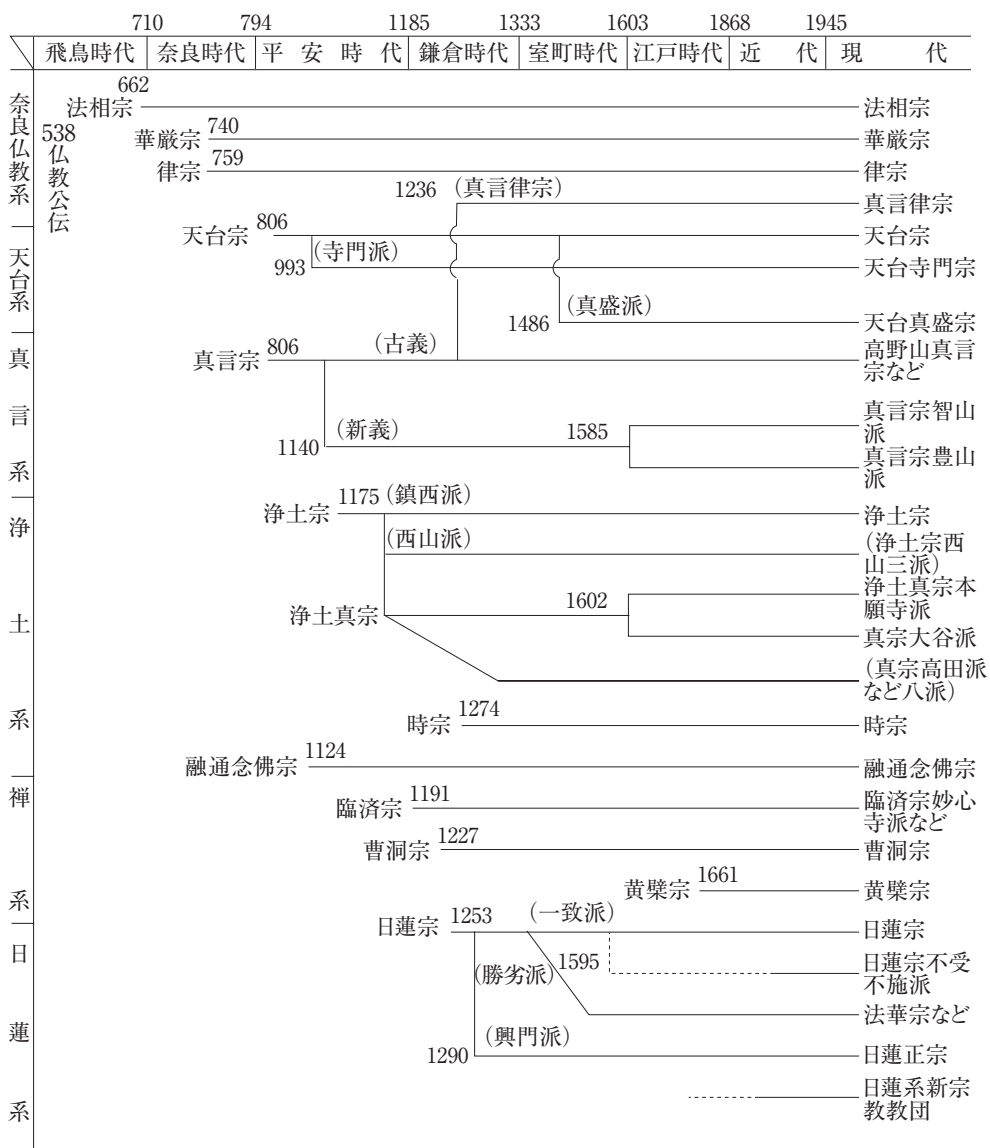 710 794 1185 1333 1603 1868 1945
飛鳥時代 奈良時代 平安時代 鎌倉時代 室町時代 江戸時代 近代 現代
奈良仏教系
天台系
真言系
浄土系
禅系
日蓮系
538
仏教公伝
662
法相宗 法相宗
華厳宗 740 華厳宗
律宗 759 律宗
1236 (真言律宗) 真言律宗
天台宗 806 天台宗
993 (寺門派) 天台寺門宗
1486 (真盛派) 天台真盛宗
真言宗 806 (古義) 高野山真言
宗など
1140 (新義) 1585
真言宗智山
派
真言宗豊山
派
浄土宗 1175 (鎮西派) 浄土宗
(西山派) (浄土宗西
山三派)
浄土真宗 1602
浄土真宗本
願寺派
真宗大谷派
(真宗高田派
など八派)
時宗 1274 時宗
融通念佛宗 1124 融通念佛宗
臨済宗 1191 臨済宗妙心
寺派など
曹洞宗 1227 曹洞宗
黄檗宗 1661 黄檗宗
日蓮宗 1253 (一致派) 日蓮宗
(勝劣派) 1595 日蓮宗不受
不施派
法華宗など
1290 (興門派) 日蓮正宗
日蓮系新宗
教教団